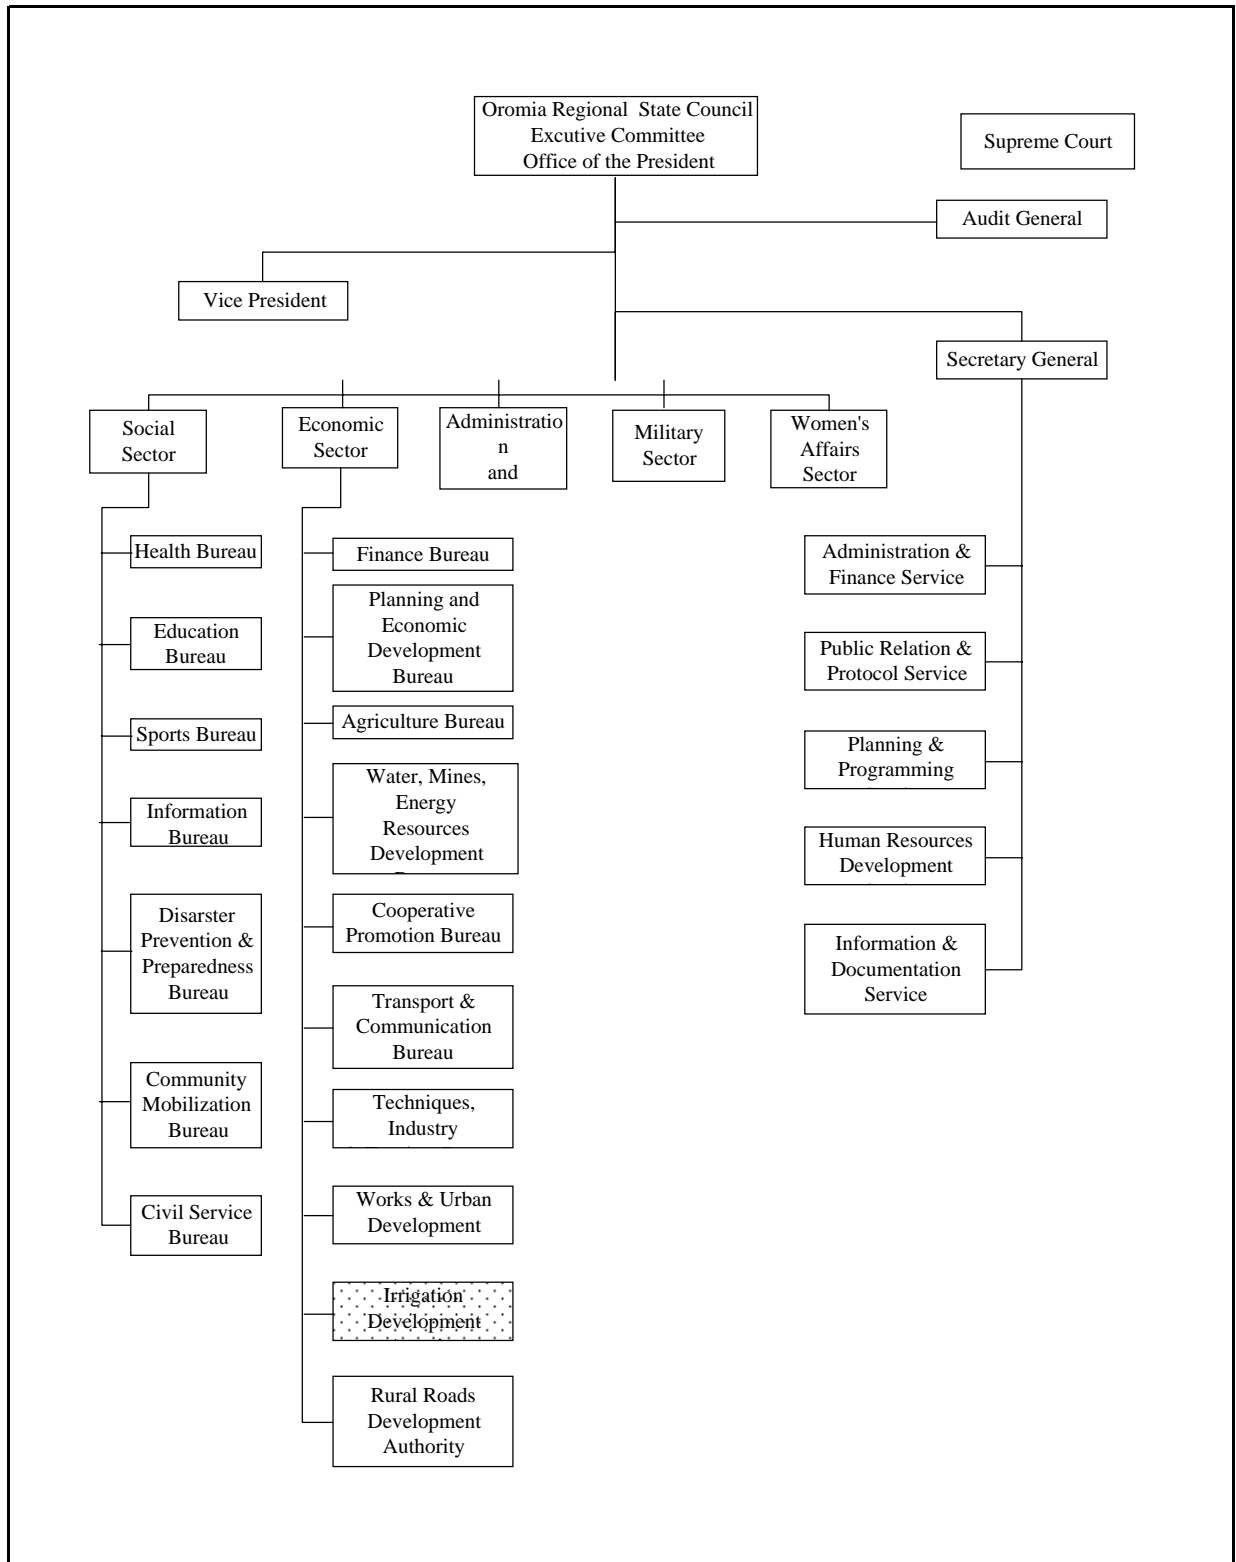 Oromia Regional State Council
Excutive Committee
Office of the President
Supreme Court
Audit General
Vice President
Secretary General
Social
Sector
Economic
Sector
Administratio
n
and
Military
Sector
Women's
Affairs
Sector
Health Bureau
Education
Bureau
Sports Bureau
Information
Bureau
Disarster
Prevention &
Preparedness
Bureau
Community
Mobilization
Bureau
Civil Service
Bureau
Finance Bureau
Planning and
Economic
Development
Bureau
Agriculture Bureau
Water, Mines,
Energy
Resources
Development
Cooperative
Promotion Bureau
Transport &
Communication
Bureau
Techniques,
Industry
Works & Urban
Development
Irrigation
Development
Rural Roads
Development
Authority
Administration &
Finance Service
Public Relation &
Protocol Service
Planning &
Programming
Human Resources
Development
Information &
Documentation
Service